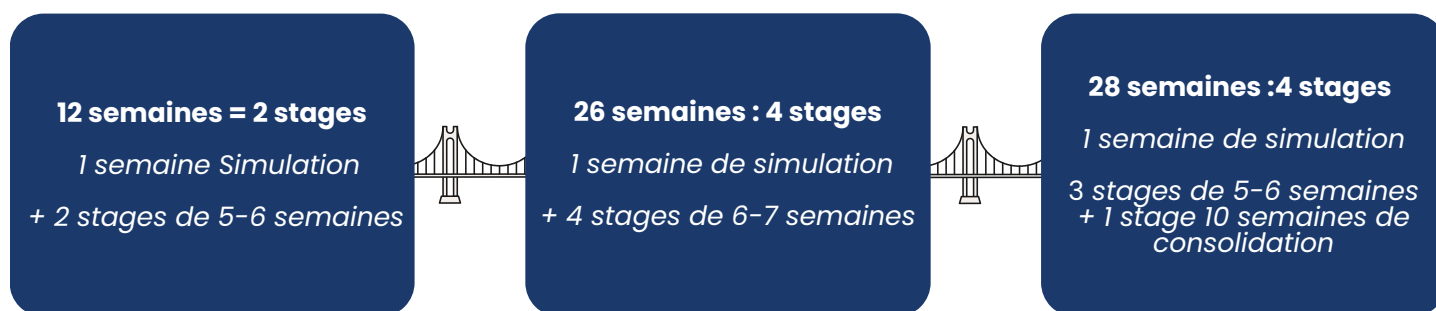 12 semaines = 2 stages
1 semaine Simulation
+ 2 stages de 5-6 semaines
26 semaines : 4 stages
1 semaine de simulation
+ 4 stages de 6-7 semaines
28 semaines :4 stages
1 semaine de simulation
3 stages de 5-6 semaines
+ 1 stage 10 semaines de
consolidation